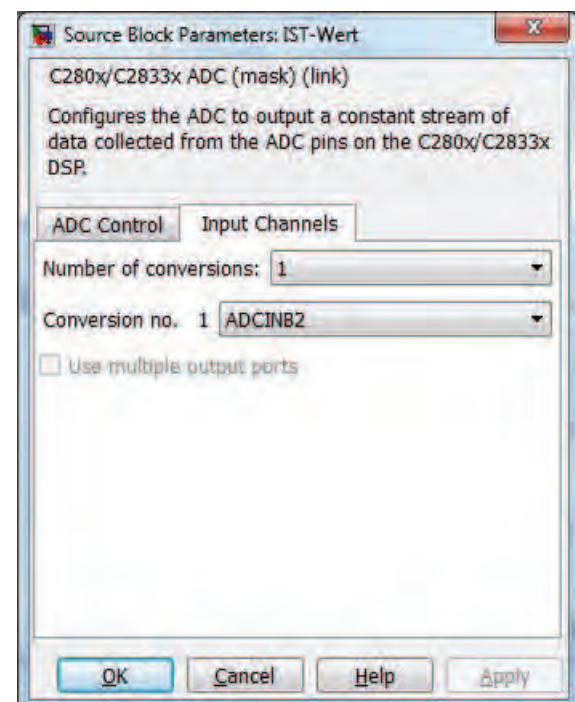 Source Block Parameters: IST-Wert
C280x/C2833x ADC (mask) (link)
Configures the ADC to output a constant stream of
data collected from the ADC pins on the C280x/C2833x
DSP.
ADC Control Input Channels
Number of conversions: 1
Conversion no. 1 ADCINB2
Use multiple output ports
OK Cancel Help Apply